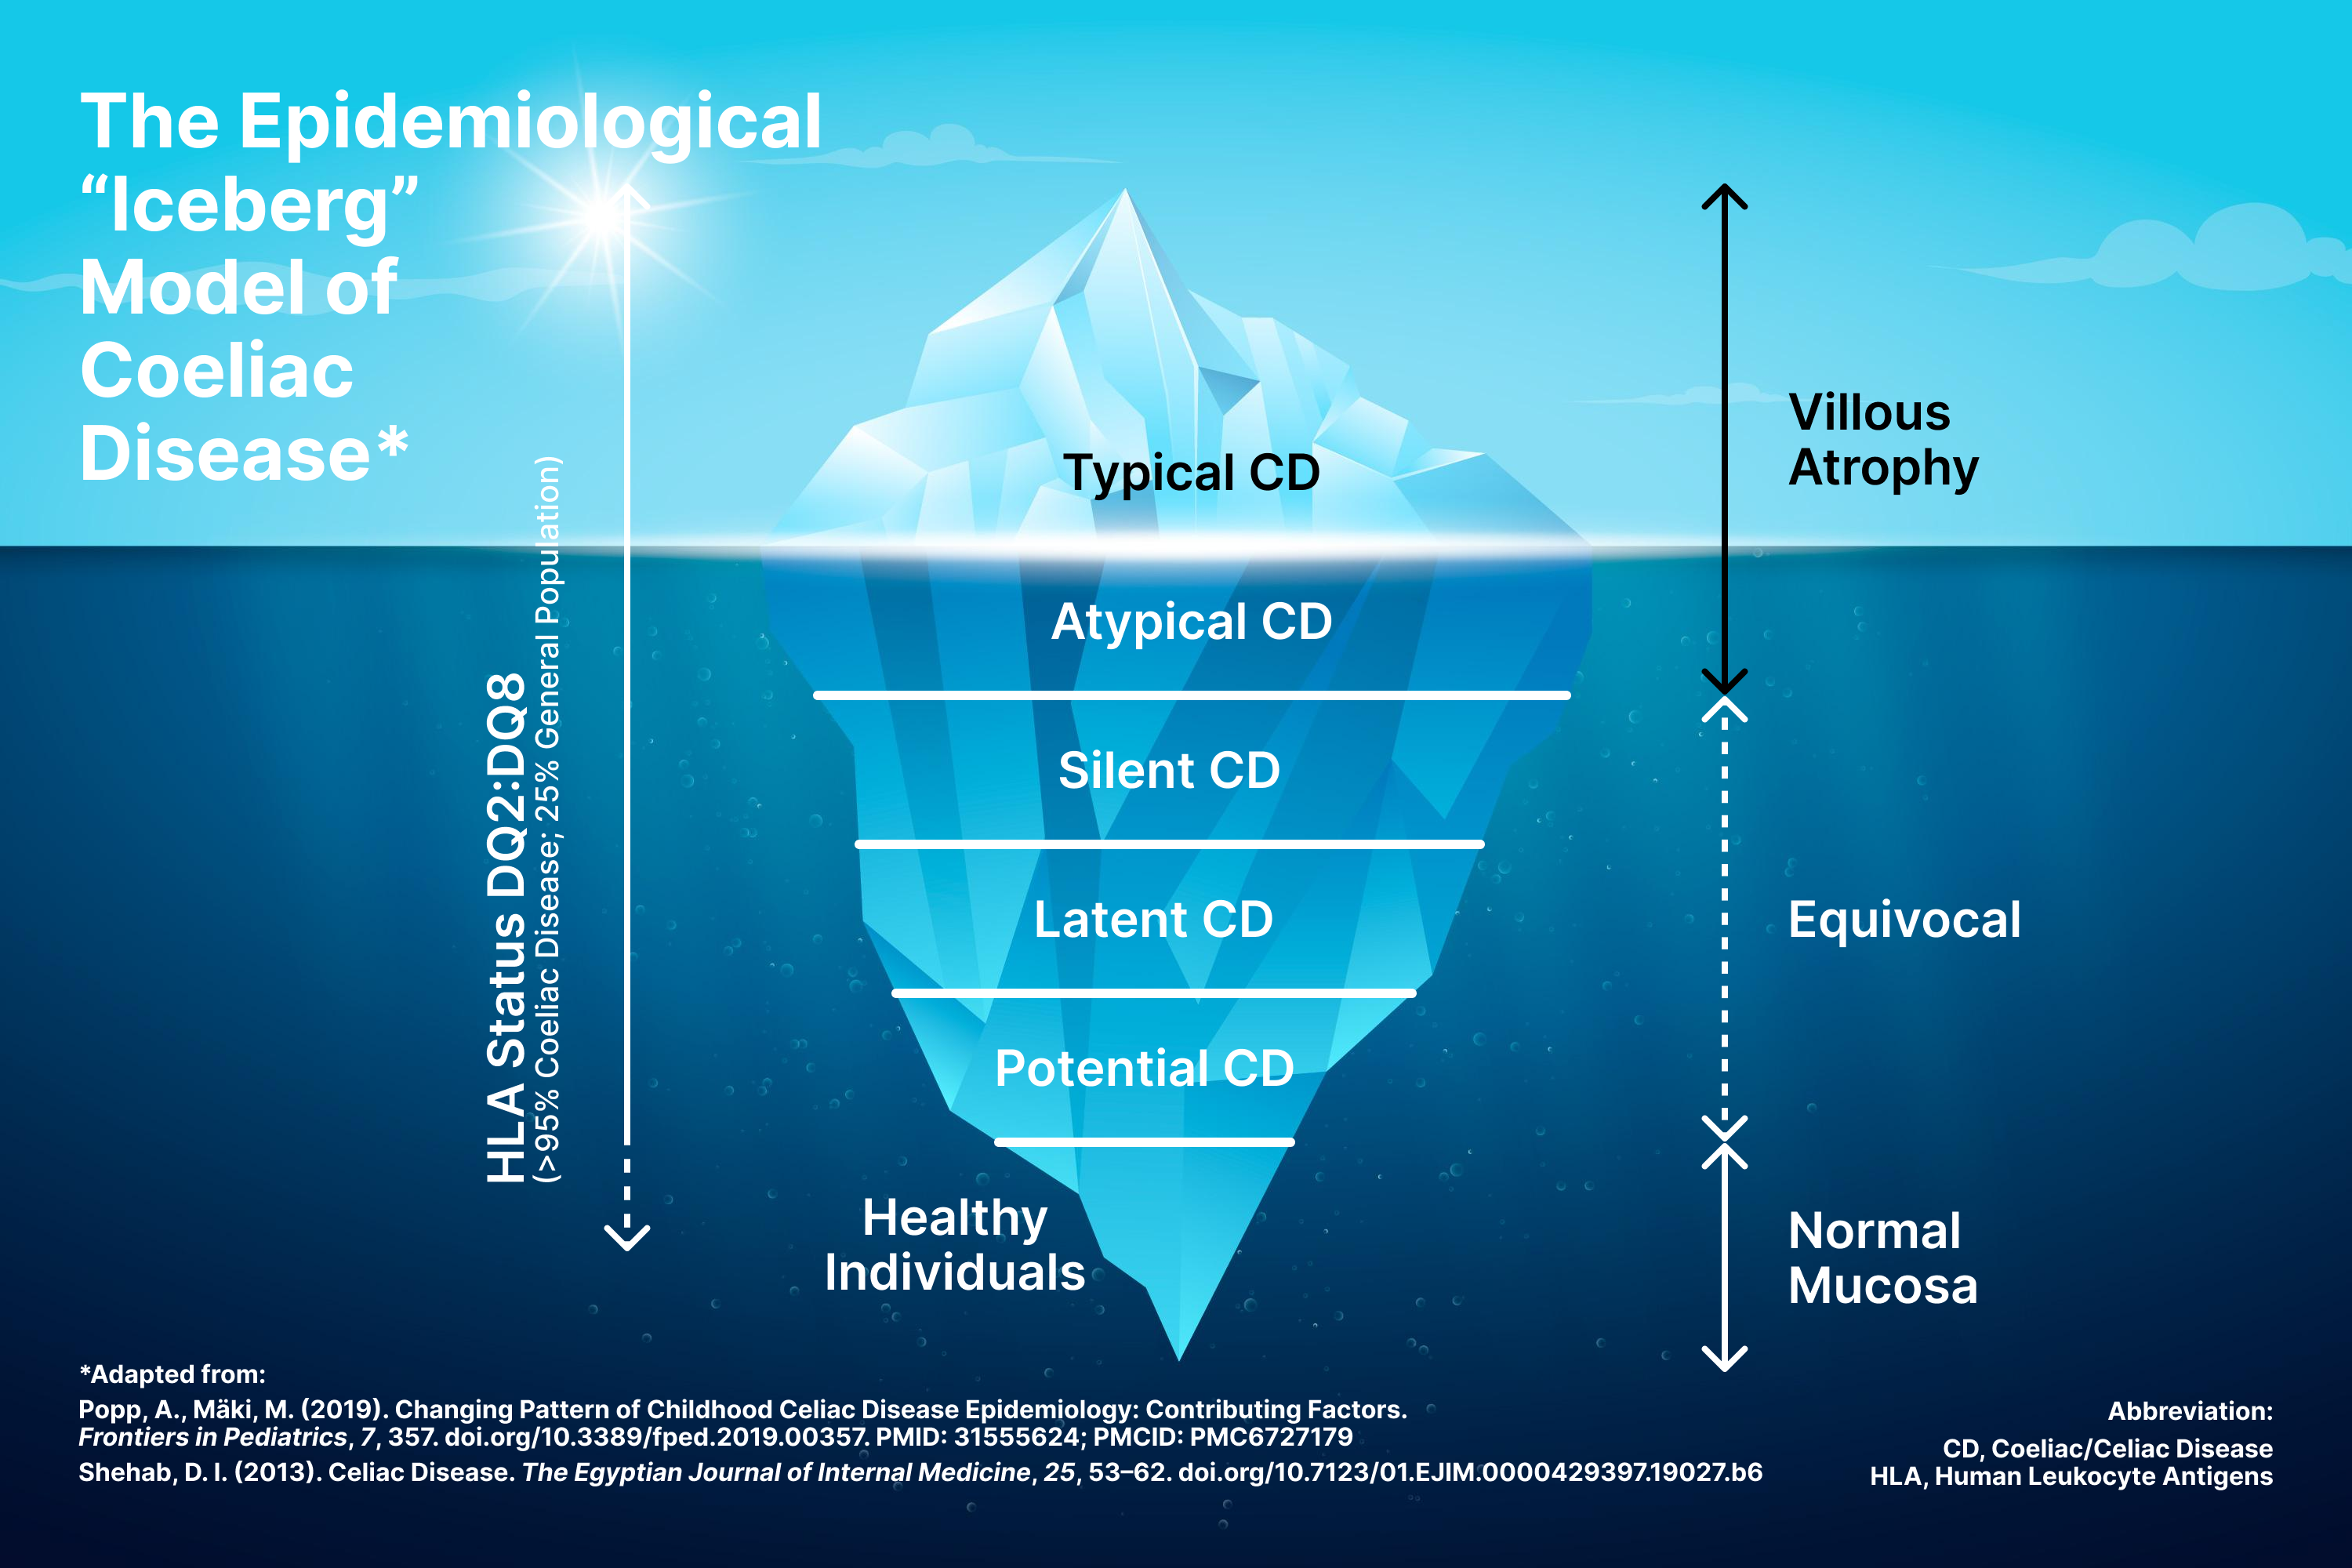 The Epidemiological
“Iceberg”
Model of
Coeliac
Disease*
HLA Status DQ2:DQ8
(>95% Coeliac Disease; 25% General Population)
Typical CD
Atypical CD
Silent CD
Latent CD
Potential CD
Healthy
Individuals
Villous
Atrophy
Equivocal
Normal
Mucosa
*Adapted from:
Popp, A., Mäki, M. (2019). Changing Pattern of Childhood Celiac Disease Epidemiology: Contributing Factors.
Frontiers in Pediatrics, 7, 357. doi.org/10.3389/fped.2019.00357. PMID: 31555624; PMCID: PMC6727179
Shehab, D. I. (2013). Celiac Disease. The Egyptian Journal of Internal Medicine, 25, 53–62. doi.org/10.7123/01.EJIM.0000429397.19027.b6
Abbreviation:
CD, Coeliac/Celiac Disease
HLA, Human Leukocyte Antigens